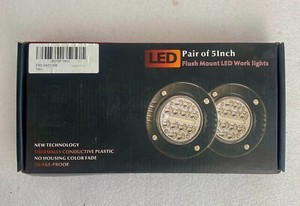 LED
Pair of 5Inch
Flush Mount LED Work lights
NEW TECHNOLOGY
THERMALLY CONDUCTIVE PLASTIC
NO HOUSING COLOR FADE